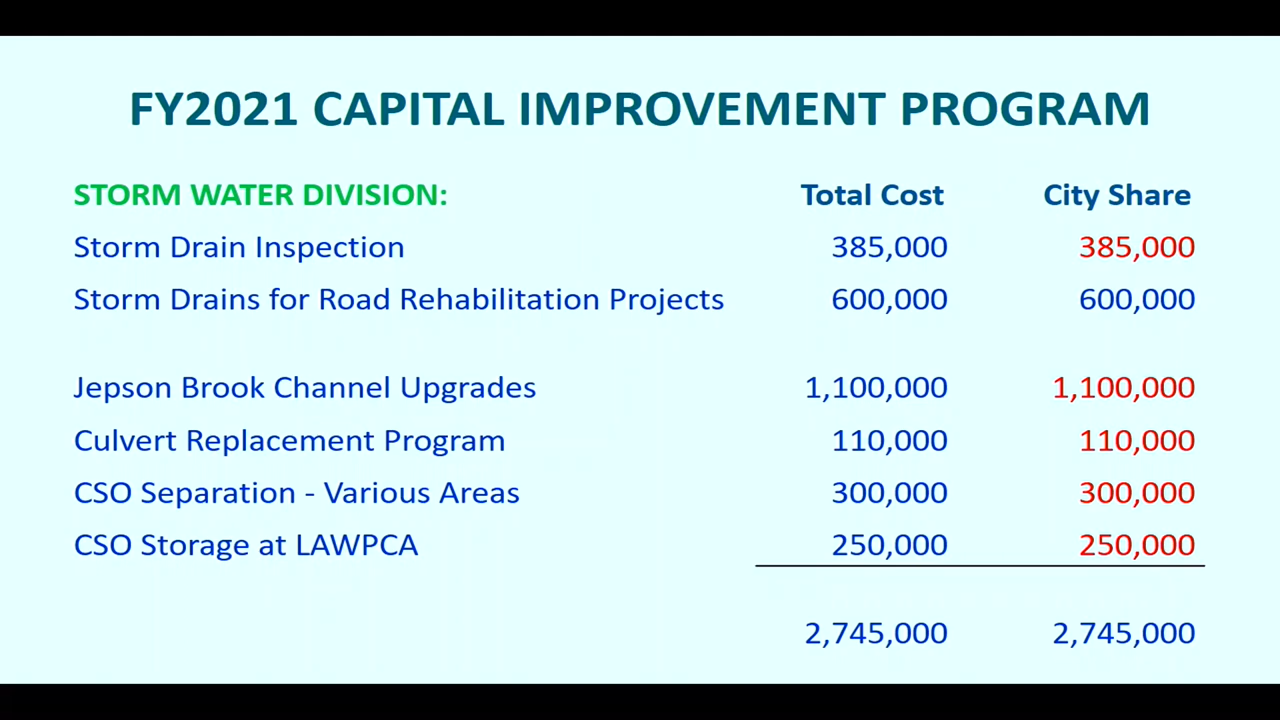 FY2021 CAPITAL IMPROVEMENT PROGRAM
STORM WATER DIVISION: Total Cost City Share
Storm Drain Inspection 385,000 385,000
Storm Drains for Road Rehabilitation Projects 600,000 600,000
Jepson Brook Channel Upgrades 1,100,000 1,100,000
Culvert Replacement Program 110,000 110,000
CSO Separation - Various Areas 300,000 300,000
CSO Storage at LAWPCA 250,000 250,000
2,745,000 2,745,000